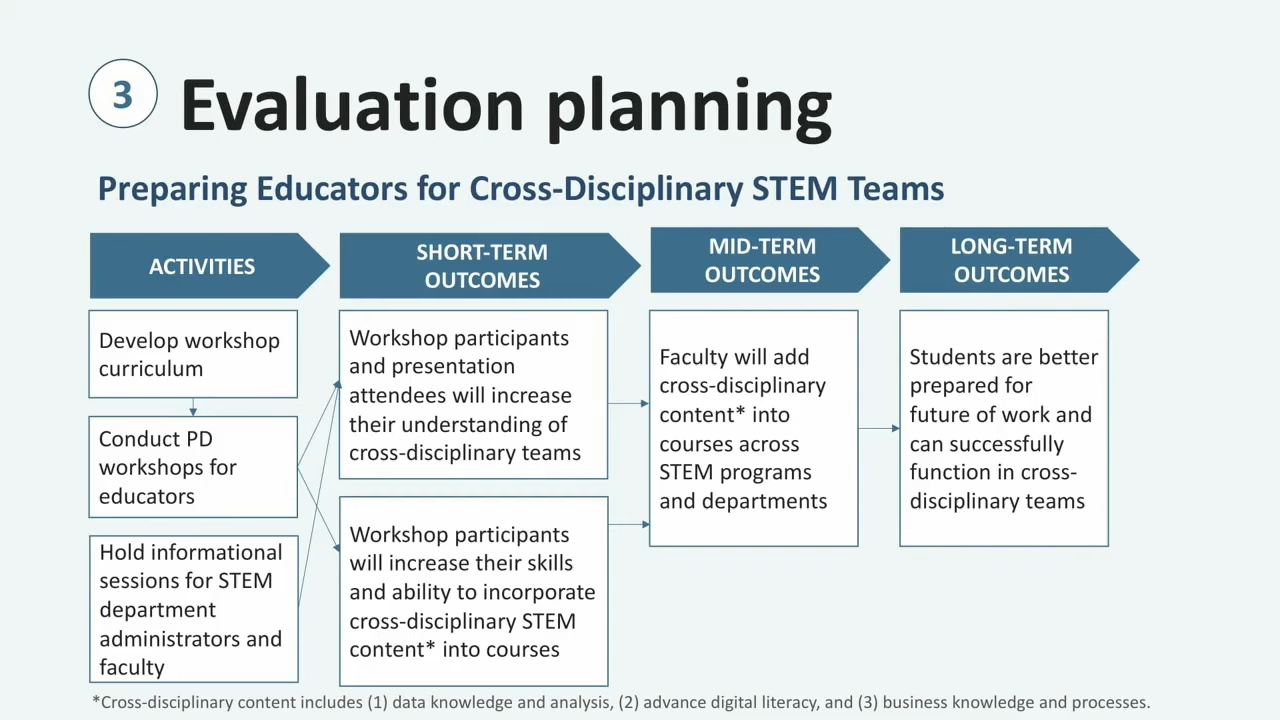 3
Evaluation planning
Preparing Educators for Cross-Disciplinary STEM Teams
ACTIVITIES
Develop workshop
curriculum
Conduct PD
workshops for
educators
Hold informational
sessions for STEM
department
administrators and
faculty
SHORT-TERM
OUTCOMES
Workshop participants
and presentation
attendees will increase
their understanding of
cross-disciplinary teams
Workshop participants
will increase their skills
and ability to incorporate
cross-disciplinary STEM
content* into courses
MID-TERM
OUTCOMES
Faculty will add
cross-disciplinary
content* into
courses across
STEM programs
and departments
LONG-TERM
OUTCOMES
Students are better
prepared for
future of work and
can successfully
function in cross-
disciplinary teams
*Cross-disciplinary content includes (1) data knowledge and analysis, (2) advance digital literacy, and (3) business knowledge and processes.